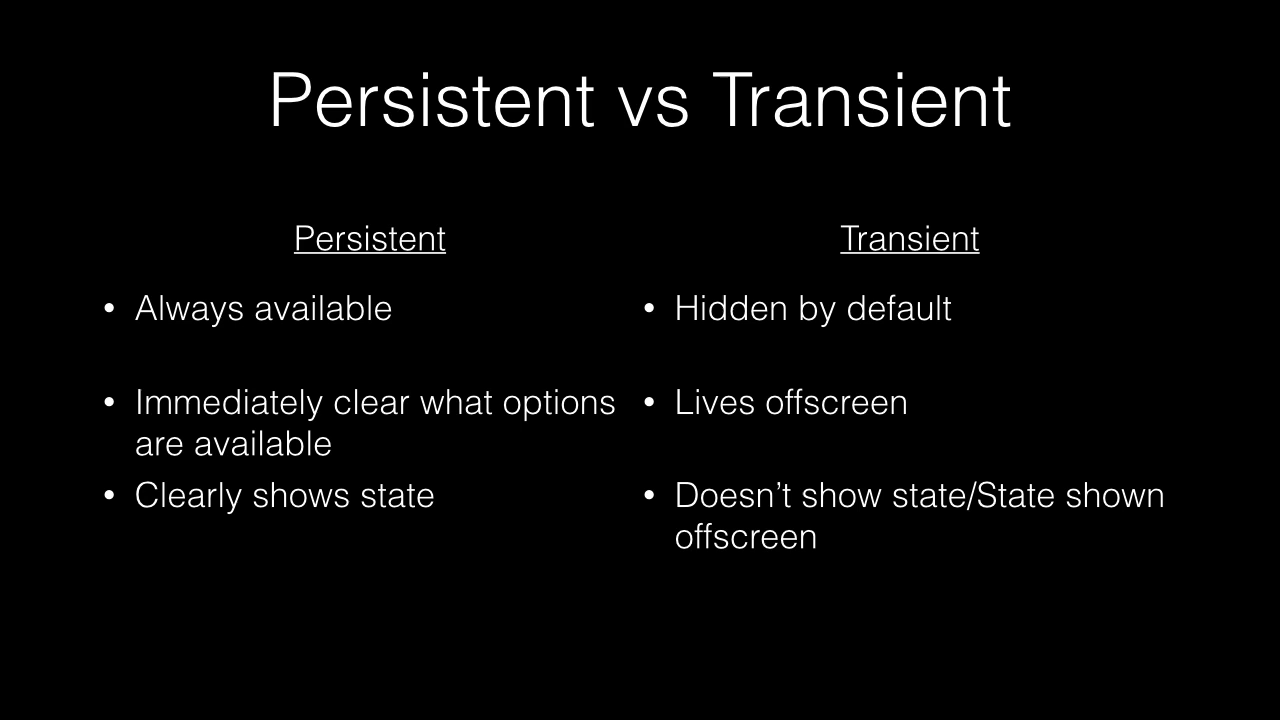 Persistent vs Transient
Persistent
• Always available
• Immediately clear what options
are available
• Clearly shows state
Transient
• Hidden by default
• Lives offscreen
• Doesn’t show state/State shown
offscreen